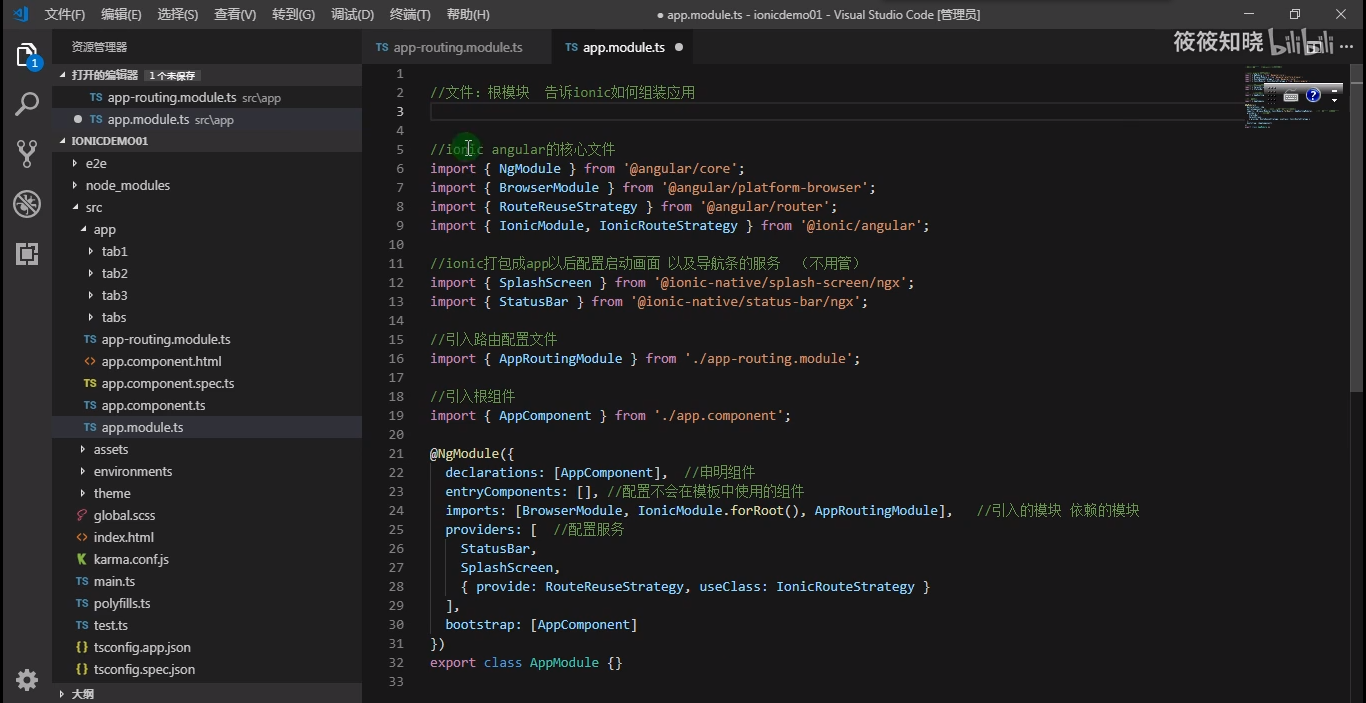 文件(F) 编辑(E) 选择(S) 查看(V) 转到(G) 调试(D) 终端(T) 帮助(H) ● app.module.ts - ionicdemo01 - Visual Studio Code [管理员]
资源管理器
TS app-routing.module.ts TS app.module.ts ●
筱筱知晓 bilibili
1
打开的编辑器 1 个未保存
TS app-routing.module.ts src\app
● TS app.module.ts src\app
IONICDEMO01
e2e
node_modules
src
app
tab1
tab2
tab3
tabs
TS app-routing.module.ts
<> app.component.html
TS app.component.spec.ts
TS app.component.ts
TS app.module.ts
assets
environments
theme
global.scss
<> index.html
K karma.conf.js
TS main.ts
TS polyfills.ts
TS test.ts
{} tsconfig.app.json
{} tsconfig.spec.json
大纲
1
2 //文件：根模块 告诉ionic如何组装应用
3
4
5 //ionic angular的核心文件
6 import { NgModule } from '@angular/core';
7 import { BrowserModule } from '@angular/platform-browser';
8 import { RouteReuseStrategy } from '@angular/router';
9 import { IonicModule, IonicRouteStrategy } from '@ionic/angular';
10
11 //ionic打包成app以后配置启动画面 以及导航条的服务 （不用管）
12 import { SplashScreen } from '@ionic-native/splash-screen/ngx';
13 import { StatusBar } from '@ionic-native/status-bar/ngx';
14
15 //引入路由配置文件
16 import { AppRoutingModule } from './app-routing.module';
17
18 //引入根组件
19 import { AppComponent } from './app.component';
20
21 @NgModule({
22 declarations: [AppComponent], //申明组件
23 entryComponents: [], //配置不会在模板中使用的组件
24 imports: [BrowserModule, IonicModule.forRoot(), AppRoutingModule], //引入的模块 依赖的模块
25 providers: [ //配置服务
26 StatusBar,
27 SplashScreen,
28 { provide: RouteReuseStrategy, useClass: IonicRouteStrategy }
29 ],
30 bootstrap: [AppComponent]
31 })
32 export class AppModule {}
33